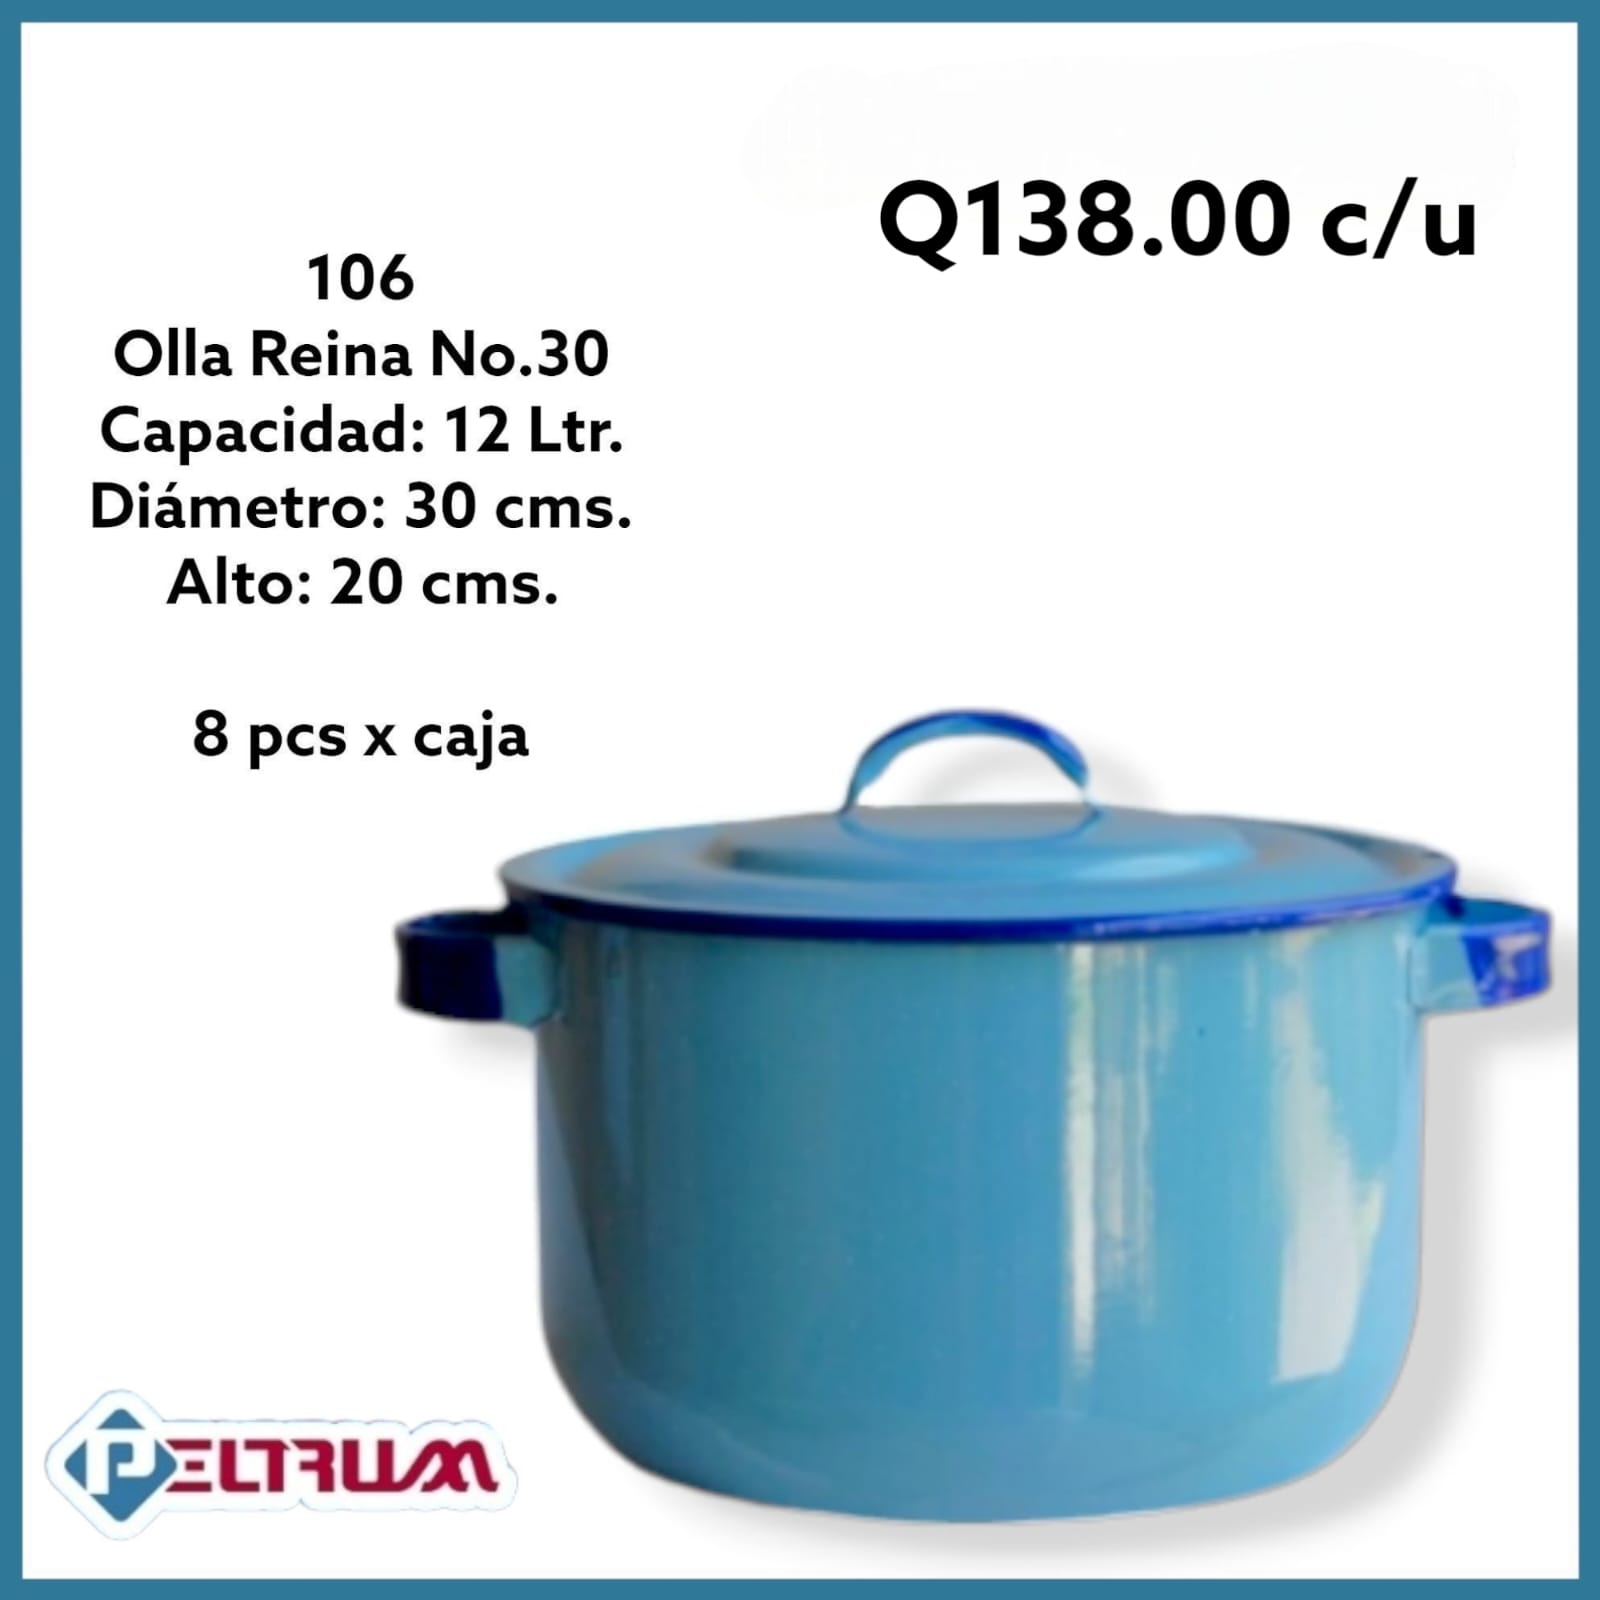 Q138.00 c/u
106
Olla Reina No.30
Capacidad: 12 Ltr.
Diámetro: 30 cms.
Alto: 20 cms.
8 pcs x caja
PELTRUM